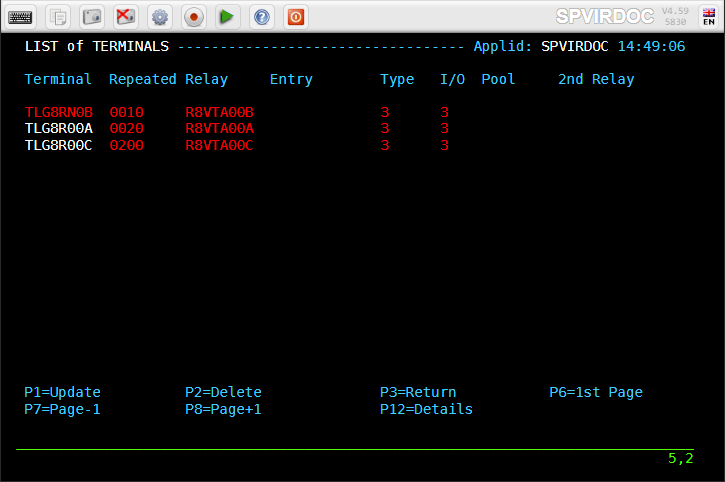 SPVIRDOC V4.59
5830 EN
LIST of TERMINALS ---------------------------------- Applid: SPVIRDOC 14:49:06
Terminal Repeated Relay Entry Type I/O Pool 2nd Relay
TLG8RN0B 0010 R8VTA00B 3 3
TLG8R00A 0020 R8VTA00A 3 3
TLG8R00C 0200 R8VTA00C 3 3
P1=Update P2=Delete P3=Return P6=1st Page
P7=Page-1 P8=Page+1 P12=Details
5,2